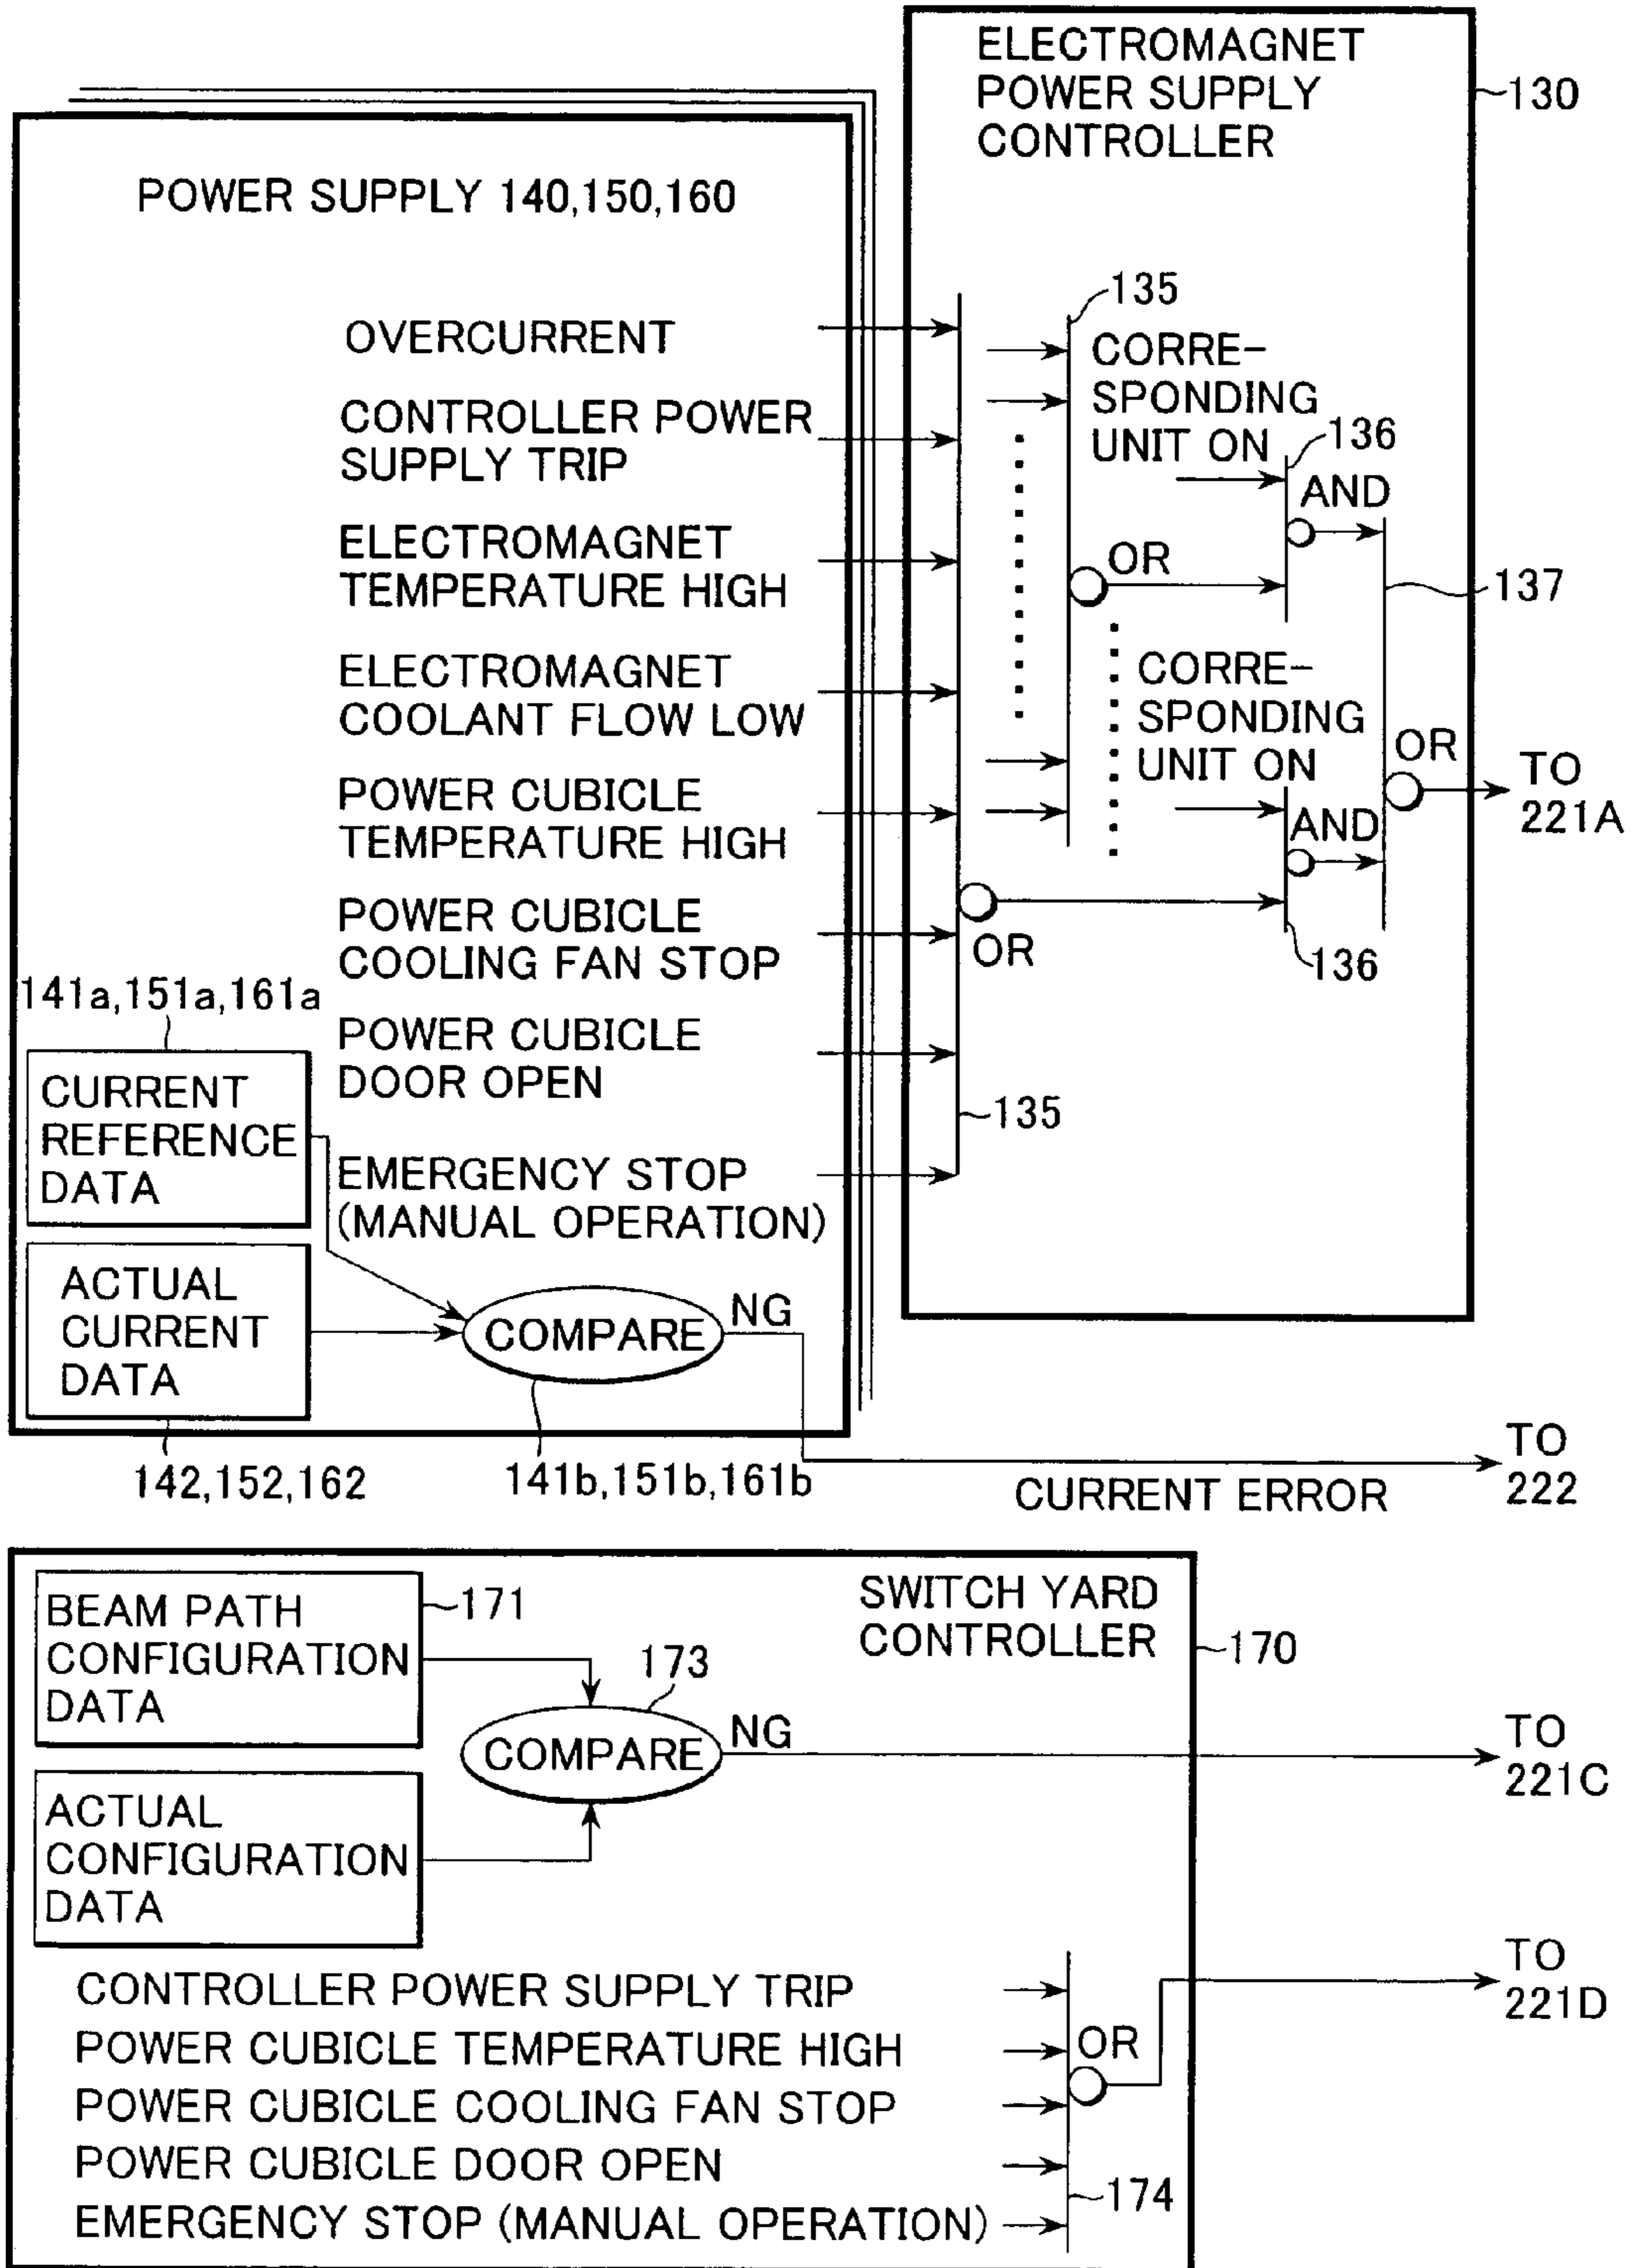 ELECTROMAGNET
POWER SUPPLY
CONTROLLER
130
POWER SUPPLY 140,150,160
OVERCURRENT
CONTROLLER POWER
SUPPLY TRIP
ELECTROMAGNET
TEMPERATURE HIGH
ELECTROMAGNET
COOLANT FLOW LOW
POWER CUBICLE
TEMPERATURE HIGH
POWER CUBICLE
COOLING FAN STOP
POWER CUBICLE
DOOR OPEN
EMERGENCY STOP
(MANUAL OPERATION)
135
CORRE-
SPONDING
UNIT ON
136
AND
OR
137
CORRE-
SPONDING
UNIT ON
OR
TO
221A
AND
OR
136
135
141a,151a,161a
CURRENT
REFERENCE
DATA
ACTUAL
CURRENT
DATA
COMPARE
NG
142,152,162
141b,151b,161b
CURRENT ERROR
TO
222
BEAM PATH
CONFIGURATION
DATA
171
SWITCH YARD
CONTROLLER
170
173
COMPARE
NG
TO
221C
ACTUAL
CONFIGURATION
DATA
CONTROLLER POWER SUPPLY TRIP
POWER CUBICLE TEMPERATURE HIGH
POWER CUBICLE COOLING FAN STOP
POWER CUBICLE DOOR OPEN
EMERGENCY STOP (MANUAL OPERATION)
OR
174
TO
221D